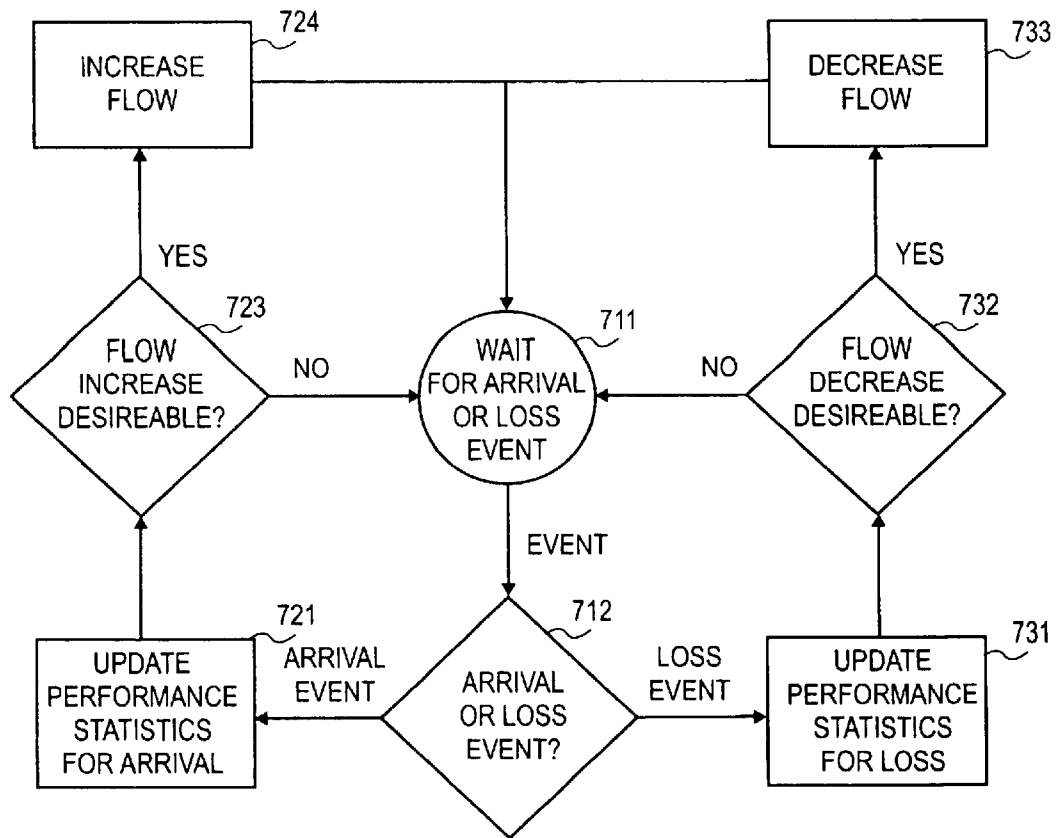 724
INCREASE
FLOW
733
DECREASE
FLOW
YES
YES
723
FLOW
INCREASE
DESIREABLE?
NO
711
WAIT
FOR ARRIVAL
OR LOSS
EVENT
NO
732
FLOW
DECREASE
DESIREABLE?
EVENT
721
UPDATE
PERFORMANCE
STATISTICS
FOR ARRIVAL
ARRIVAL
EVENT
712
ARRIVAL
OR LOSS
EVENT?
LOSS
EVENT
731
UPDATE
PERFORMANCE
STATISTICS
FOR LOSS